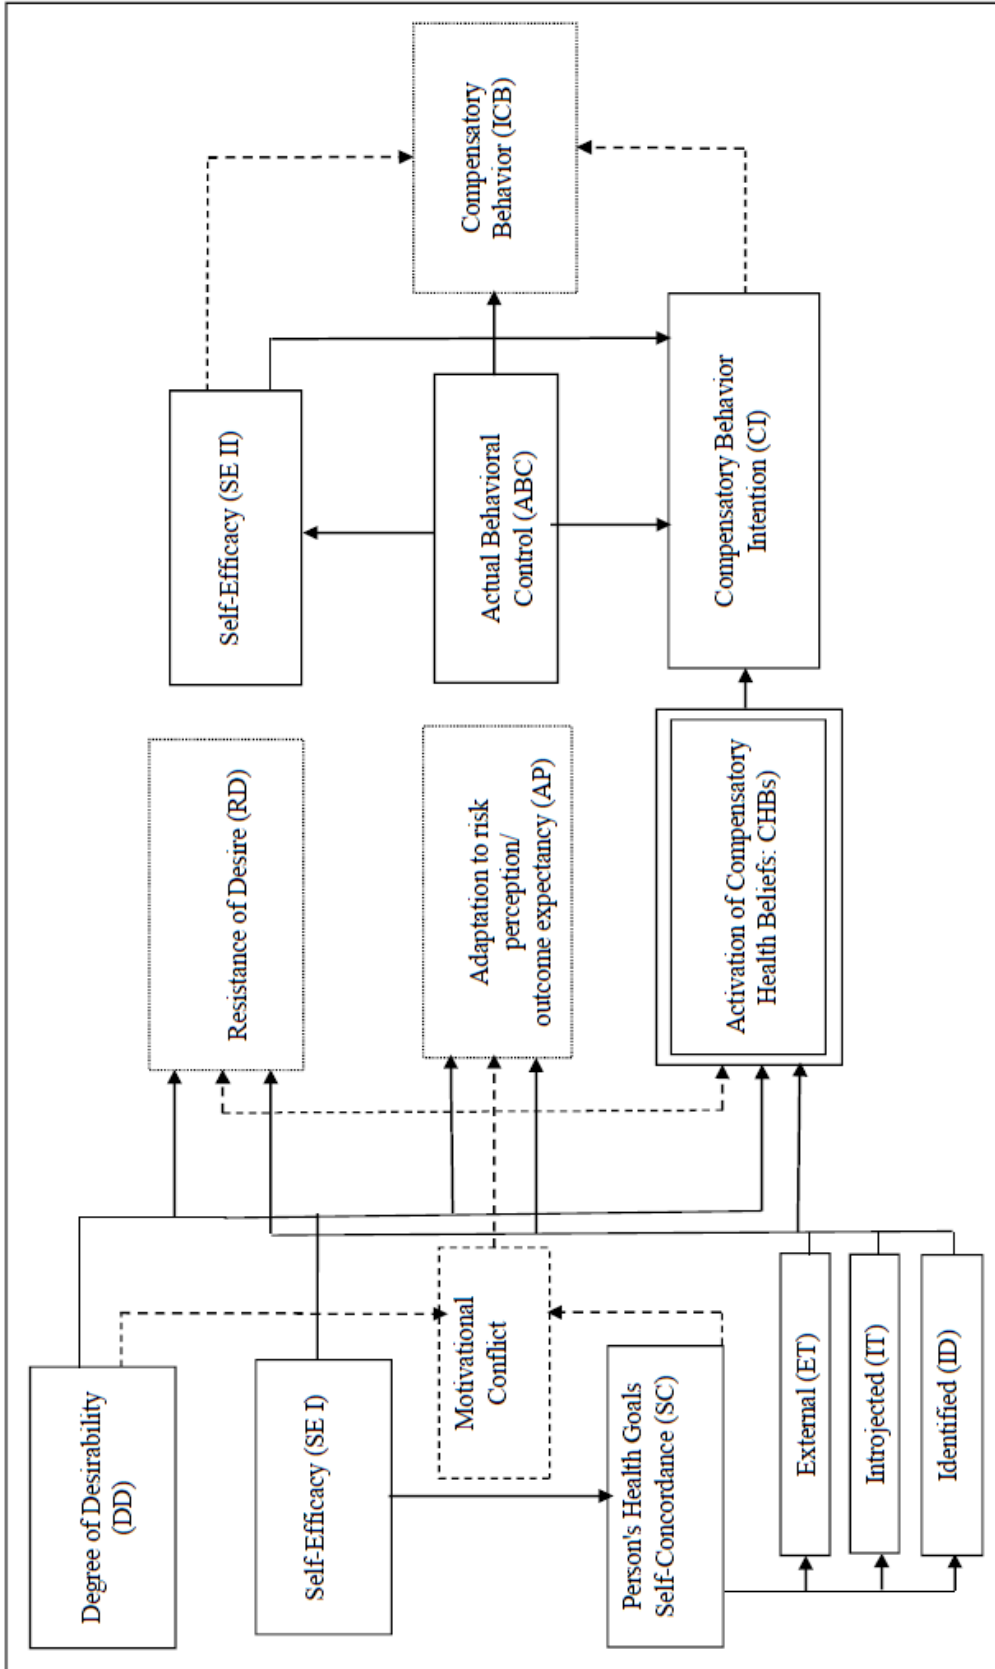 Degree of Desirability
(DD)
Self-Efficacy (SE I)
Motivational
Conflict
Person's Health Goals
Self-Concordance (SC)
External (ET)
Introjected (IT)
Identified (ID)
Resistance of Desire (RD)
Adaptation to risk
perception/
outcome expectancy (AP)
Activation of Compensatory
Health Beliefs: CHBs)
Self-Efficacy (SE II)
Actual Behavioral
Control (ABC)
Compensatory Behavior
Intention (CI)
Compensatory
Behavior (ICB)